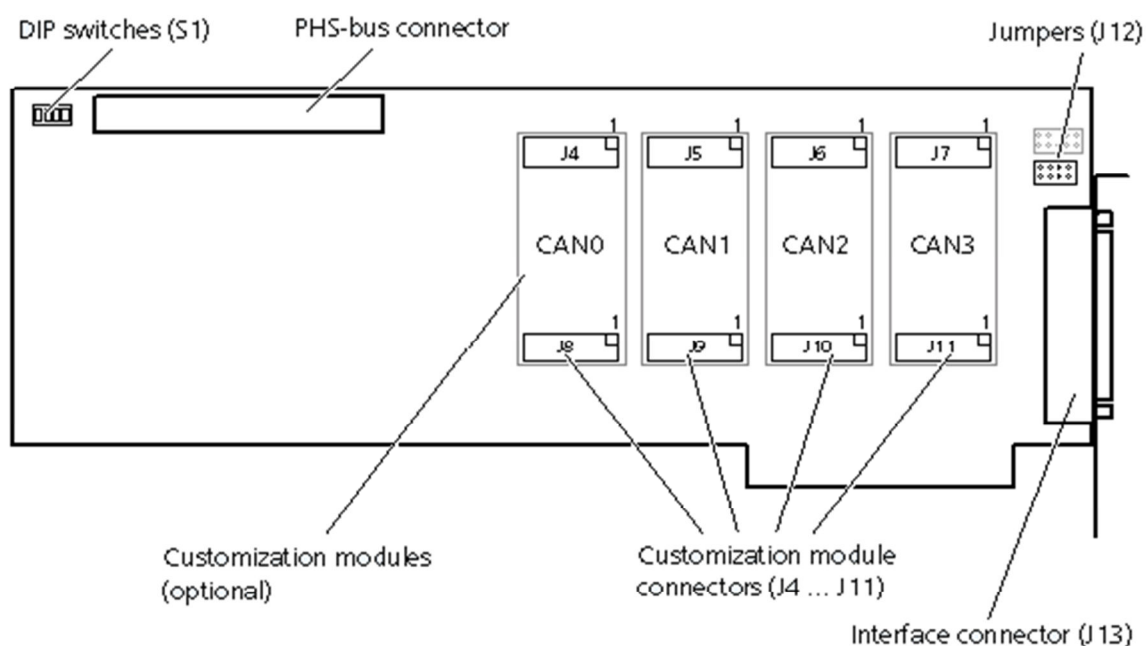 DIP switches (S1)
PHS-bus connector
Jumpers (J12)
1 1 1 1
J4 J5 J6 J7
CAN0 CAN1 CAN2 CAN3
1 1 1 1
J8 J9 J10 J11
Customization modules
(optional)
Customization module
connectors (J4 ... J11)
Interface connector (J13)